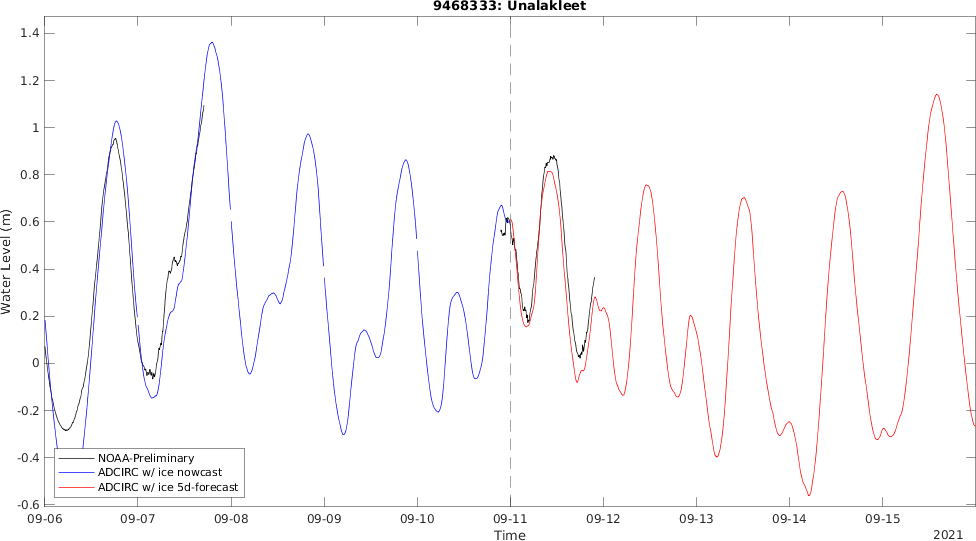 9468333: Unalakleet
1.4
1.2
1
0.8
0.6
0.4
0.2
0
-0.2
-0.4
-0.6
Water Level (m)
NOAA-Preliminary
ADCIRC w/ ice nowcast
ADCIRC w/ ice 5d-forecast
09-06 09-07 09-08 09-09 09-10 09-11 09-12 09-13 09-14 09-15
Time
2021